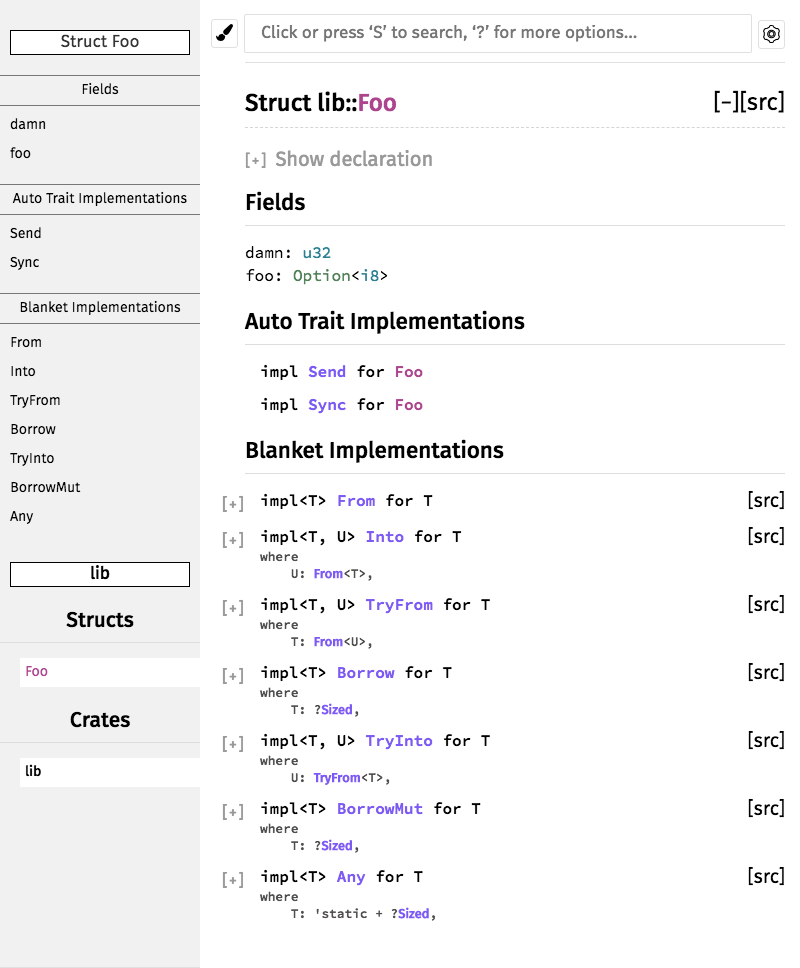 Struct Foo
Fields
damn
foo
Auto Trait Implementations
Send
Sync
Blanket Implementations
From
Into
TryFrom
Borrow
TryInto
BorrowMut
Any
lib
Structs
Foo
Crates
lib
Click or press ‘S’ to search, ‘?’ for more options...
Struct lib::Foo [−][src]
[+] Show declaration
Fields
damn: u32
foo: Option<i8>
Auto Trait Implementations
impl Send for Foo
impl Sync for Foo
Blanket Implementations
[+] impl<T> From for T [src]
[+] impl<T, U> Into for T [src]
where
U: From<T>,
[+] impl<T, U> TryFrom for T [src]
where
T: From<U>,
[+] impl<T> Borrow for T [src]
where
T: ?Sized,
[+] impl<T, U> TryInto for T [src]
where
U: TryFrom<T>,
[+] impl<T> BorrowMut for T [src]
where
T: ?Sized,
[+] impl<T> Any for T [src]
where
T: 'static + ?Sized,